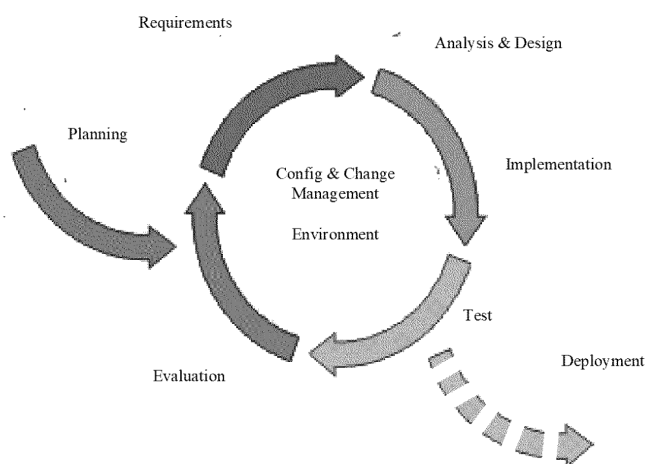 Requirements
Analysis & Design
Planning
Implementation
Config & Change
Management
Environment
Test
Deployment
Evaluation